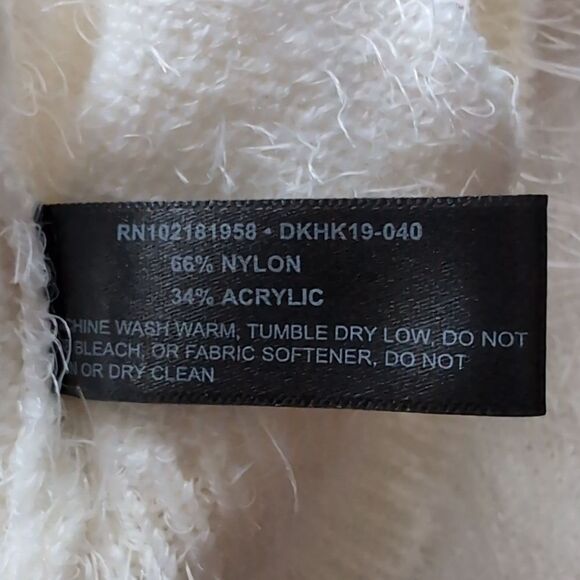 RN102181958 • DKHK19-040
66% NYLON
34% ACRYLIC
CHINE WASH WARM, TUMBLE DRY LOW, DO NOT
BLEACH, OR FABRIC SOFTENER, DO NOT
OR DRY CLEAN